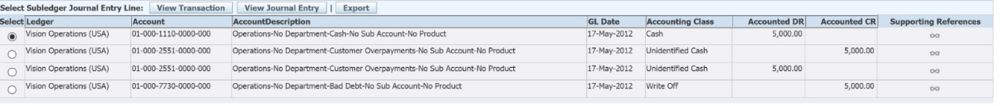 Select Subledger Journal Entry Line: View Transaction View Journal Entry | Export
Select Ledger Account AccountDescription GL Date Accounting Class Accounted DR Accounted CR Supporting References
Vision Operations (USA) 01-000-1110-0000-000 Operations-No Department-Cash-No Sub Account-No Product 17-May-2012 Cash 5,000.00
Vision Operations (USA) 01-000-2551-0000-000 Operations-No Department-Customer Overpayments-No Sub Account-No Product 17-May-2012 Unidentified Cash 5,000.00
Vision Operations (USA) 01-000-2551-0000-000 Operations-No Department-Customer Overpayments-No Sub Account-No Product 17-May-2012 Unidentified Cash 5,000.00
Vision Operations (USA) 01-000-7730-0000-000 Operations-No Department-Bad Debt-No Sub Account-No Product 17-May-2012 Write Off 5,000.00